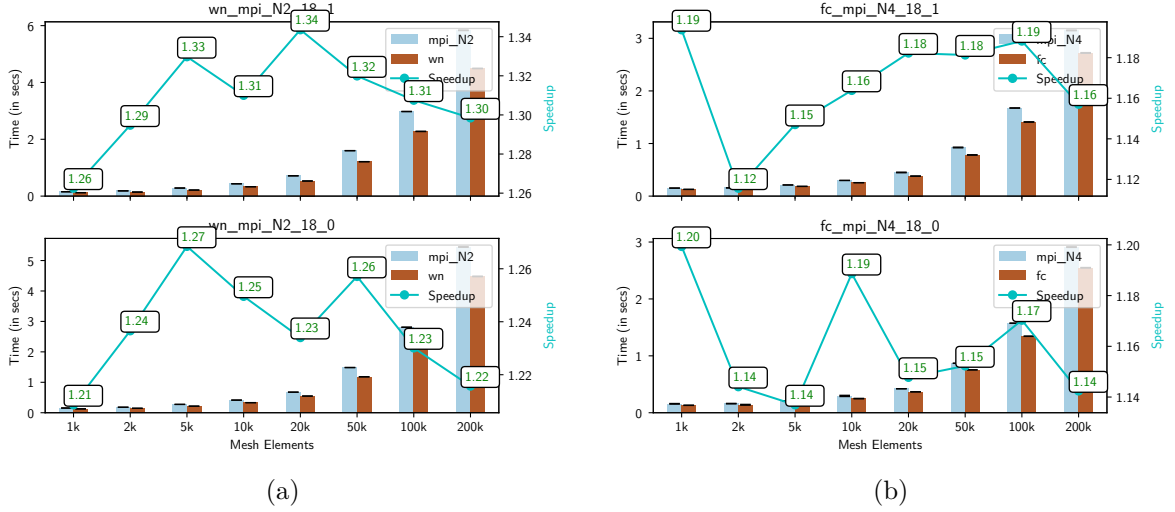 wn_mpi_N2_18_1
Time (in secs)
6
4
2
0
1.26
1.29
1.33
1.31
1.34
1.32
1.31
1.30
mpi_N2
wn
Speedup
1.34
1.32
1.30
1.28
1.26
Speedup
wn_mpi_N2_18_0
Time (in secs)
5
4
3
2
1
0
1.21
1.24
1.27
1.25
1.23
1.26
1.23
1.22
mpi_N2
wn
Speedup
1.26
1.24
1.22
Speedup
1k 2k 5k 10k 20k 50k 100k 200k
Mesh Elements
(a)
fc_mpi_N4_18_1
Time (in secs)
3
2
1
0
1.19
1.12
1.15
1.16
1.18
1.18
1.19
1.16
mpi_N4
fc
Speedup
1.18
1.16
1.14
1.12
Speedup
fc_mpi_N4_18_0
Time (in secs)
3
2
1
0
1.20
1.14
1.14
1.19
1.15
1.15
1.17
1.14
mpi_N4
fc
Speedup
1.20
1.18
1.16
1.14
Speedup
1k 2k 5k 10k 20k 50k 100k 200k
Mesh Elements
(b)